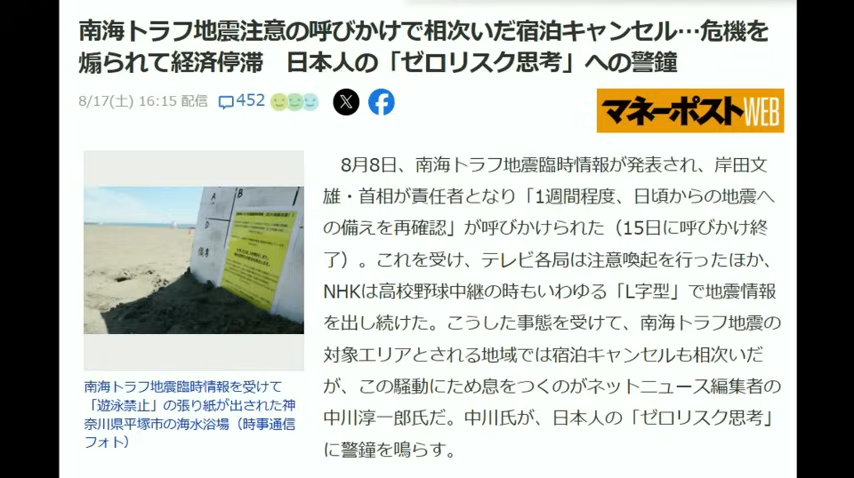 南海トラフ地震注意の呼びかけで相次いだ宿泊キャンセル…危機を
煽られて経済停滞　日本人の「ゼロリスク思考」への警鐘
8/17(土) 16:15 配信 452
マネーポストWEB
8月8日、南海トラフ地震臨時情報が発表され、岸田文
雄・首相が責任者となり「1週間程度、日頃からの地震へ
の備えを再確認」が呼びかけられた（15日に呼びかけ終
了）。これを受け、テレビ各局は注意喚起を行ったほか、
NHKは高校野球中継の時もいわゆる「L字型」で地震情報
を出し続けた。こうした事態を受けて、南海トラフ地震の
対象エリアとされる地域では宿泊キャンセルも相次いだ
が、この騒動にため息をつくのがネットニュース編集者の
中川淳一郎氏だ。中川氏が、日本人の「ゼロリスク思考」
に警鐘を鳴らす。
南海トラフ地震臨時情報を受けて
「遊泳禁止」の張り紙が出された神
奈川県平塚市の海水浴場（時事通信
フォト）